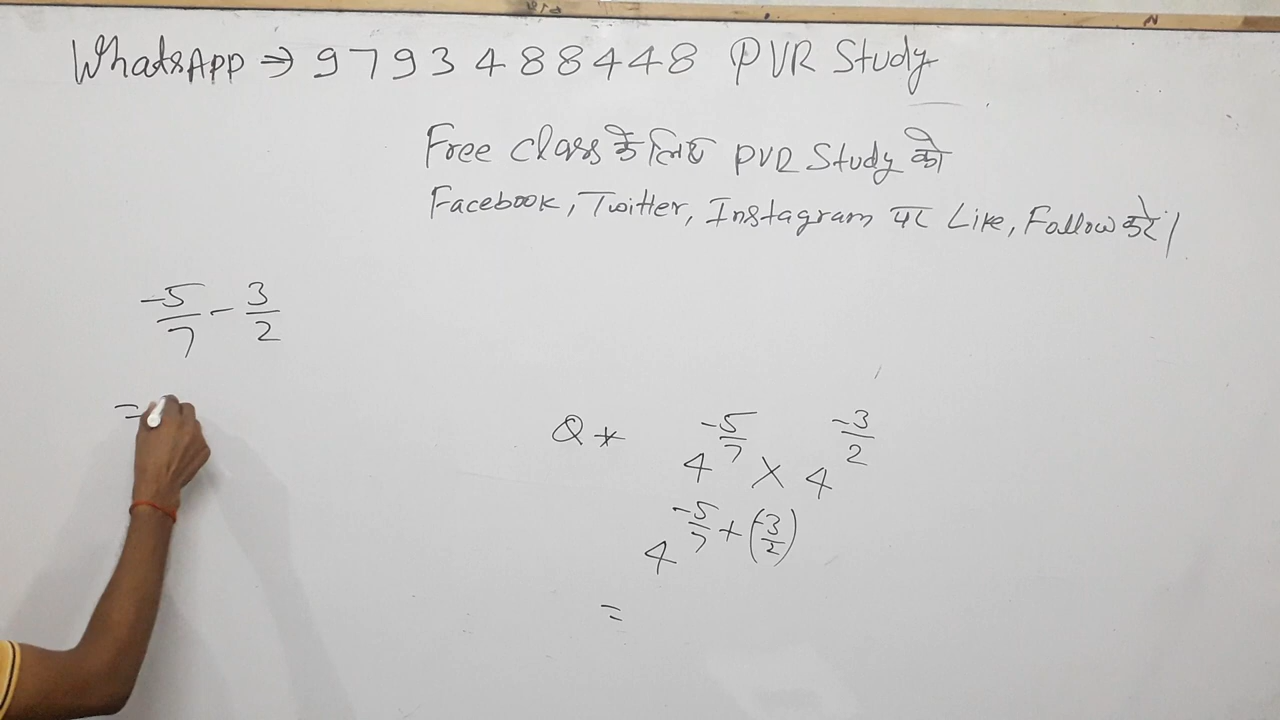 WhatsApp ⇒ 9793488448 PVR Study
Free class के लिए PVR Study को
Facebook, Twitter, Instagram पर Like, Follow करें।
-5/7 - 3/2
=
Q * 4^(-5/7) × 4^(-3/2)
4^(-5/7 + (-3/2))
=